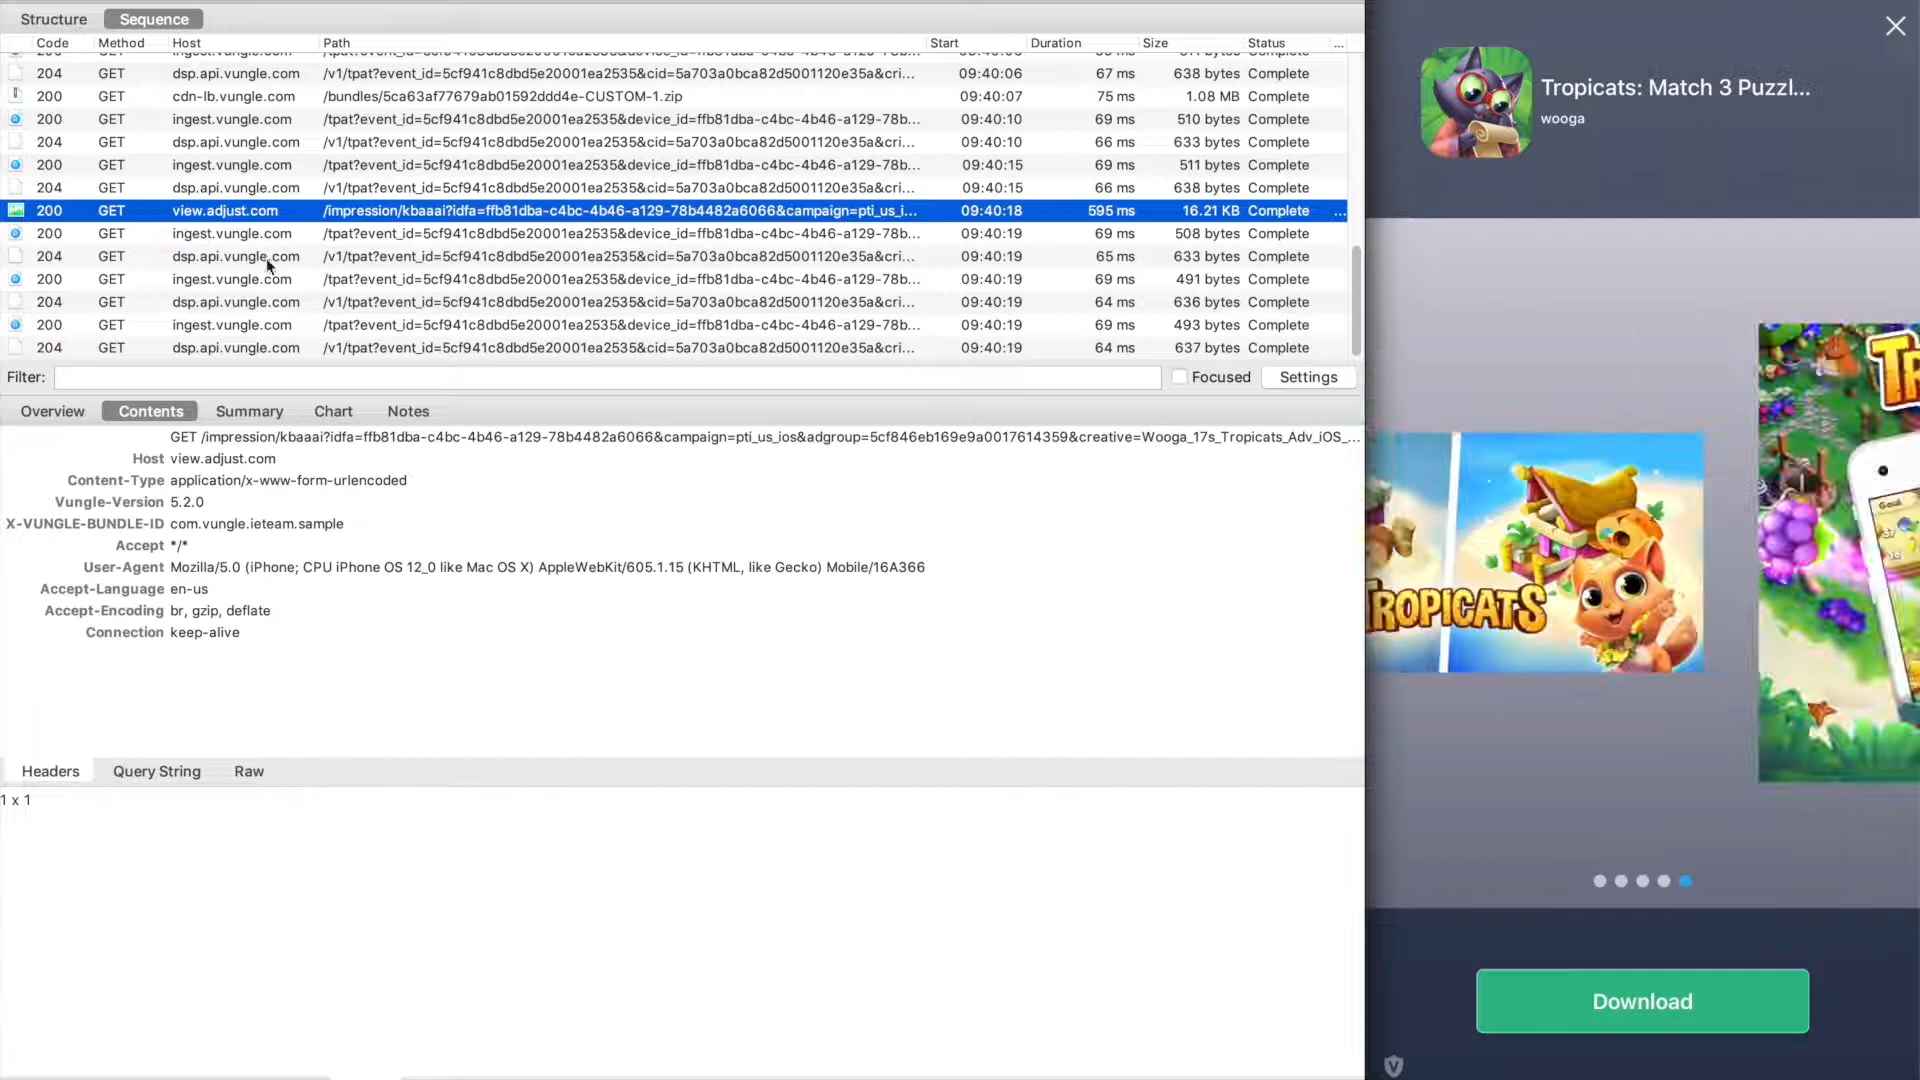 Structure Sequence
Code Method Host Path Start Duration Size Status ...
204 GET dsp.api.vungle.com /v1/tpat?event_id=5cf941c8dbd5e20001ea2535&cid=5a703a0bca82d5001120e35a&cri... 09:40:06 67 ms 638 bytes Complete
200 GET cdn-lb.vungle.com /bundles/5ca63af77679ab01592ddd4e-CUSTOM-1.zip 09:40:07 75 ms 1.08 MB Complete
200 GET ingest.vungle.com /tpat?event_id=5cf941c8dbd5e20001ea2535&device_id=ffb81dba-c4bc-4b46-a129-78b... 09:40:10 69 ms 510 bytes Complete
204 GET dsp.api.vungle.com /v1/tpat?event_id=5cf941c8dbd5e20001ea2535&cid=5a703a0bca82d5001120e35a&cri... 09:40:10 66 ms 633 bytes Complete
200 GET ingest.vungle.com /tpat?event_id=5cf941c8dbd5e20001ea2535&device_id=ffb81dba-c4bc-4b46-a129-78b... 09:40:15 69 ms 511 bytes Complete
204 GET dsp.api.vungle.com /v1/tpat?event_id=5cf941c8dbd5e20001ea2535&cid=5a703a0bca82d5001120e35a&cri... 09:40:15 66 ms 638 bytes Complete
200 GET view.adjust.com /impression/kbaaai?idfa=ffb81dba-c4bc-4b46-a129-78b4482a6066&campaign=pti_us_i... 09:40:18 595 ms 16.21 KB Complete ...
200 GET ingest.vungle.com /tpat?event_id=5cf941c8dbd5e20001ea2535&device_id=ffb81dba-c4bc-4b46-a129-78b... 09:40:19 69 ms 508 bytes Complete
204 GET dsp.api.vungle.com /v1/tpat?event_id=5cf941c8dbd5e20001ea2535&cid=5a703a0bca82d5001120e35a&cri... 09:40:19 65 ms 633 bytes Complete
200 GET ingest.vungle.com /tpat?event_id=5cf941c8dbd5e20001ea2535&device_id=ffb81dba-c4bc-4b46-a129-78b... 09:40:19 69 ms 491 bytes Complete
204 GET dsp.api.vungle.com /v1/tpat?event_id=5cf941c8dbd5e20001ea2535&cid=5a703a0bca82d5001120e35a&cri... 09:40:19 64 ms 636 bytes Complete
200 GET ingest.vungle.com /tpat?event_id=5cf941c8dbd5e20001ea2535&device_id=ffb81dba-c4bc-4b46-a129-78b... 09:40:19 69 ms 493 bytes Complete
204 GET dsp.api.vungle.com /v1/tpat?event_id=5cf941c8dbd5e20001ea2535&cid=5a703a0bca82d5001120e35a&cri... 09:40:19 64 ms 637 bytes Complete
Filter: Focused Settings
Overview Contents Summary Chart Notes
GET /impression/kbaaai?idfa=ffb81dba-c4bc-4b46-a129-78b4482a6066&campaign=pti_us_ios&adgroup=5cf846eb169e9a0017614359&creative=Wooga_17s_Tropicats_Adv_iOS_...
Host view.adjust.com
Content-Type application/x-www-form-urlencoded
Vungle-Version 5.2.0
X-VUNGLE-BUNDLE-ID com.vungle.ieteam.sample
Accept */*
User-Agent Mozilla/5.0 (iPhone; CPU iPhone OS 12_0 like Mac OS X) AppleWebKit/605.1.15 (KHTML, like Gecko) Mobile/16A366
Accept-Language en-us
Accept-Encoding br, gzip, deflate
Connection keep-alive
Headers Query String Raw
1 x 1
Tropicats: Match 3 Puzzl...
wooga
TROPICATS
TR
Goal
Download